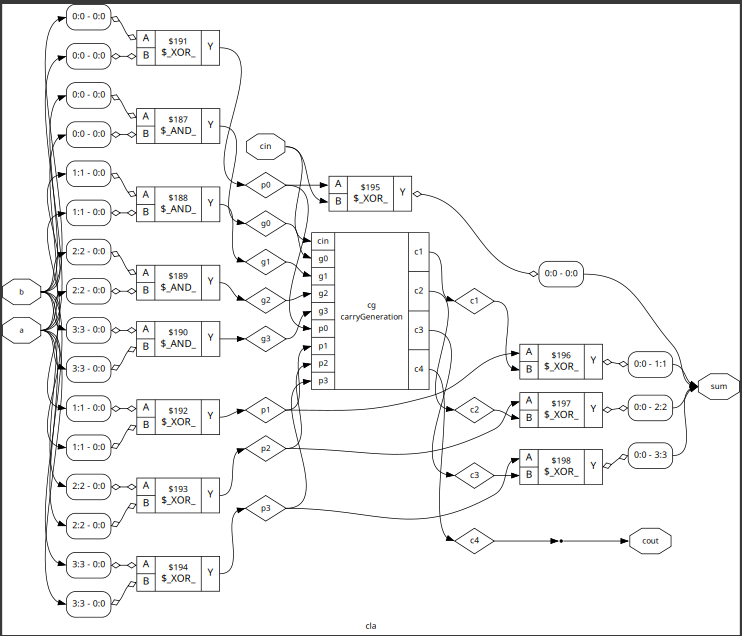 0:0 - 0:0
A $191 Y
B $_XOR_
0:0 - 0:0
0:0 - 0:0
A $187 Y
B $_AND_
0:0 - 0:0
1:1 - 0:0
A $188 Y
B $_AND_
1:1 - 0:0
2:2 - 0:0
A $189 Y
B $_AND_
2:2 - 0:0
3:3 - 0:0
A $190 Y
B $_AND_
3:3 - 0:0
1:1 - 0:0
A $192 Y
B $_XOR_
1:1 - 0:0
2:2 - 0:0
A $193 Y
B $_XOR_
2:2 - 0:0
3:3 - 0:0
A $194 Y
B $_XOR_
3:3 - 0:0
b
a
cin
p0
g0
g1
g2
g3
p1
p2
p3
A $195 Y
B $_XOR_
cin
g0
g1
g2
g3
p0
p1
p2
p3
cg
carryGeneration
c1
c2
c3
c4
c1
c2
c3
c4
0:0 - 0:0
A $196 Y
B $_XOR_
0:0 - 1:1
A $197 Y
B $_XOR_
0:0 - 2:2
A $198 Y
B $_XOR_
0:0 - 3:3
sum
cout
cla